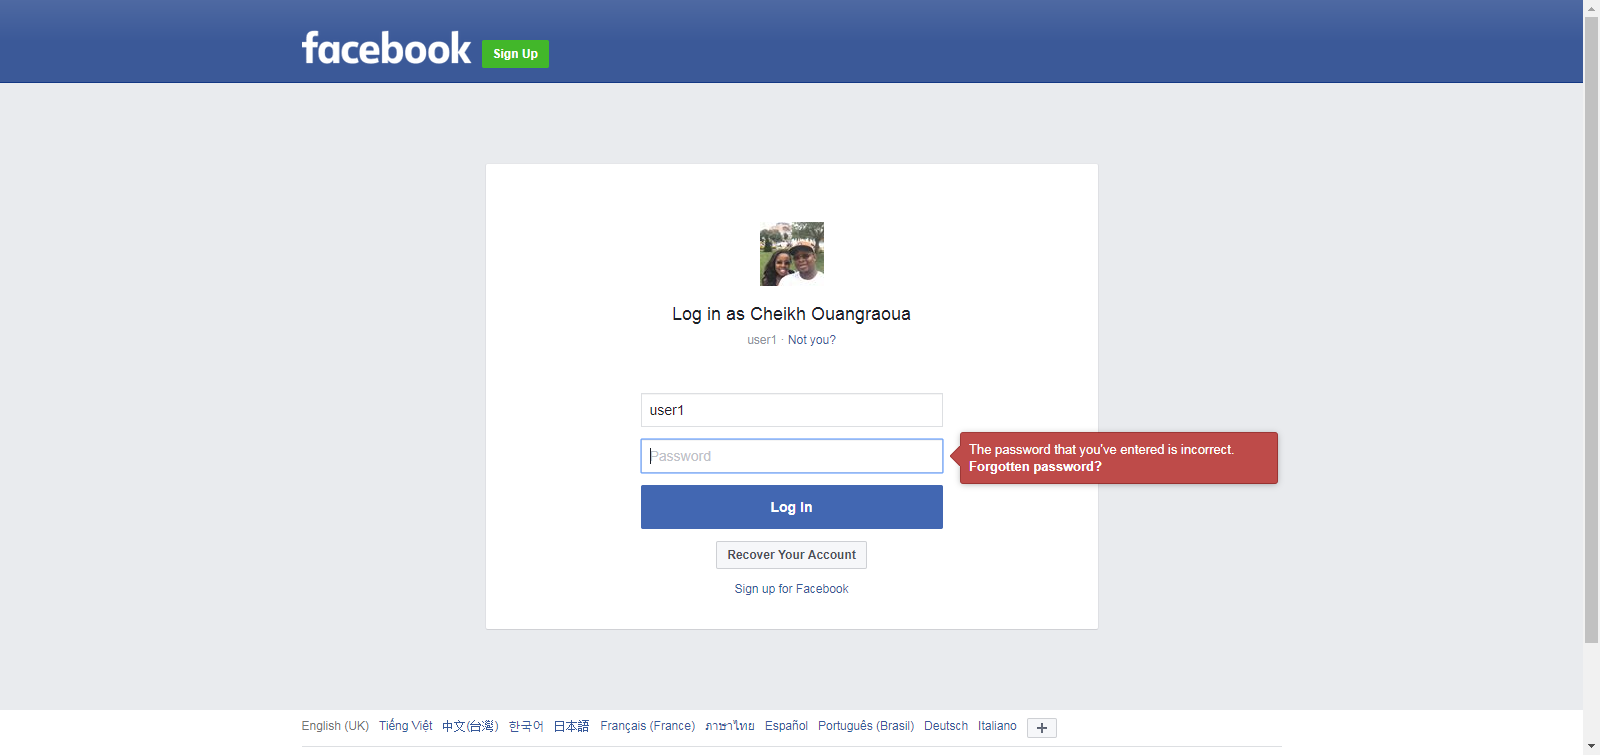 facebook Sign Up
Log in as Cheikh Ouangraoua
user1 · Not you?
user1
Password
The password that you've entered is incorrect.
Forgotten password?
Log In
Recover Your Account
Sign up for Facebook
English (UK) Tiếng Việt 中文(台灣) 한국어 日本語 Français (France) ภาษาไทย Español Português (Brasil) Deutsch Italiano +